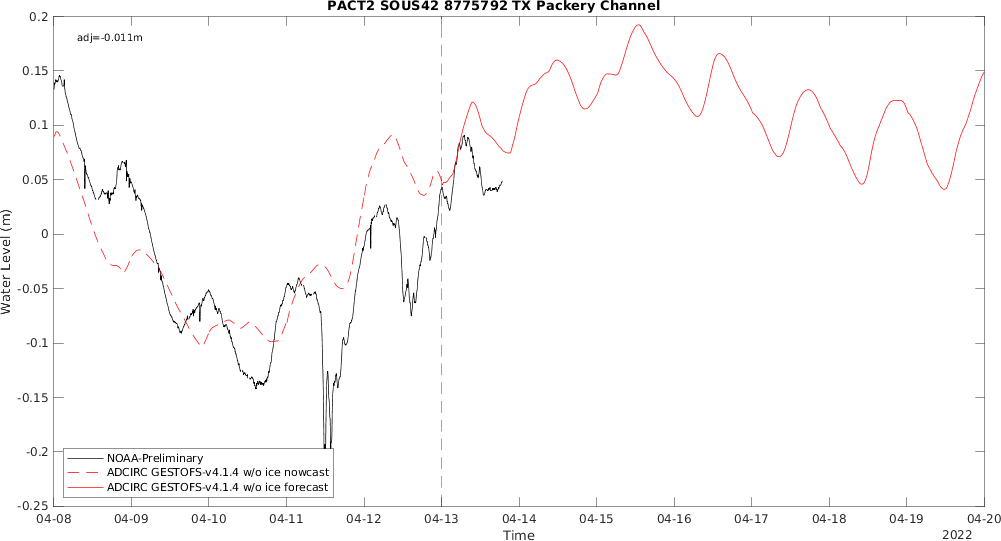 PACT2 SOUS42 8775792 TX Packery Channel
adj=-0.011m
0.2
0.15
0.1
0.05
0
-0.05
-0.1
-0.15
-0.2
-0.25
Water Level (m)
NOAA-Preliminary
ADCIRC GESTOFS-v4.1.4 w/o ice nowcast
ADCIRC GESTOFS-v4.1.4 w/o ice forecast
04-08 04-09 04-10 04-11 04-12 04-13 04-14 04-15 04-16 04-17 04-18 04-19 04-20
Time
2022